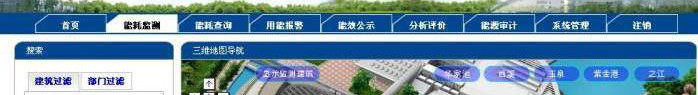 首页 能耗监测 能耗查询 用能报警 能效公示 分析评价 能源审计 系统管理 注销
搜索
三维地图导航
显示监测建筑 华家池 西溪 玉泉 紫金港 之江
建筑过滤 部门过滤